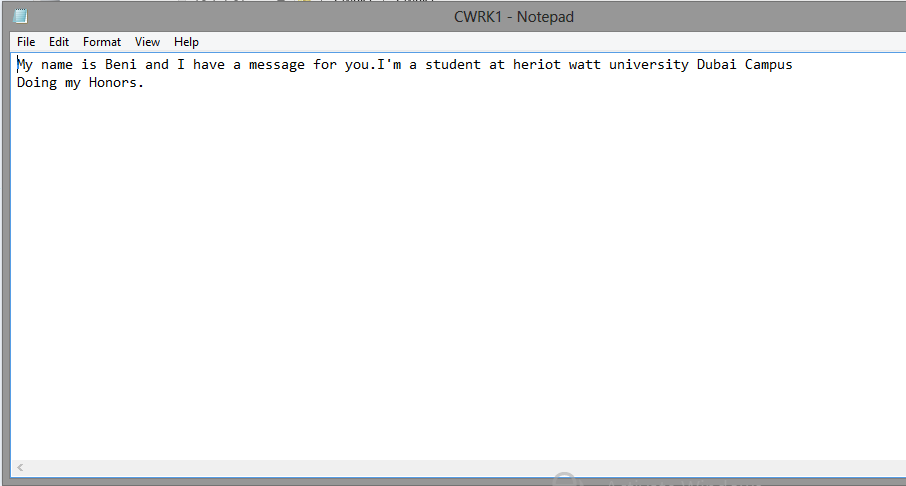 CWRK1 - Notepad
File Edit Format View Help
My name is Beni and I have a message for you.I'm a student at heriot watt university Dubai Campus
Doing my Honors.